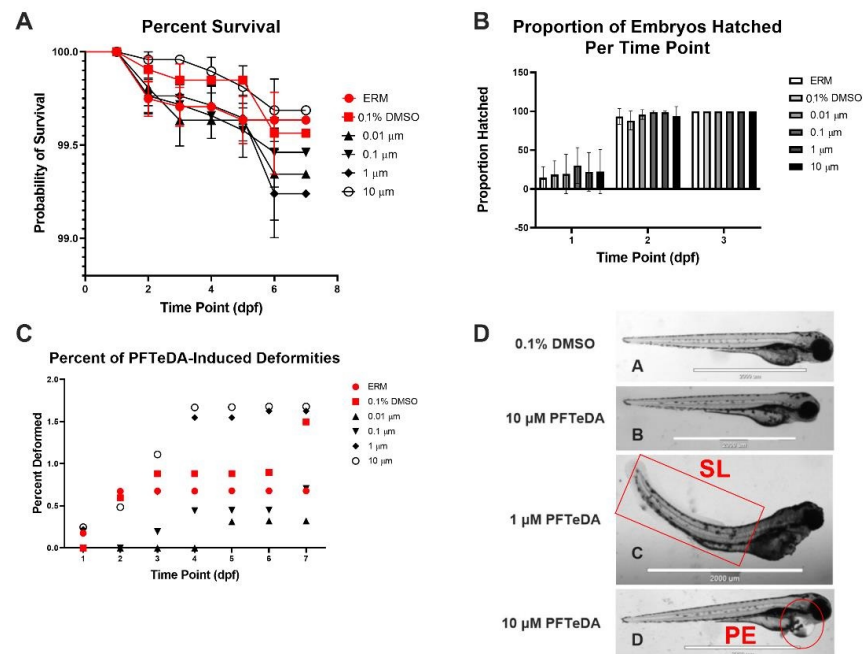 A
Percent Survival
Probability of Survival
100.0
99.5
99.0
0
2
4
6
8
Time Point (dpf)
ERM
0.1% DMSO
0.01 μm
0.1 μm
1 μm
10 μm
B
Proportion of Embryos Hatched
Per Time Point
Proportion Hatched
150
100
50
0
-50
1
2
3
Time Point (dpf)
ERM
0.1% DMSO
0.01 μm
0.1 μm
1 μm
10 μm
C
Percent of PFTeDA-Induced Deformities
Percent Deformed
2.0
1.5
1.0
0.5
0.0
1
2
3
4
5
6
7
Time Point (dpf)
ERM
0.1% DMSO
0.01 μm
0.1 μm
1 μm
10 μm
D
0.1% DMSO
A
2000 μm
10 μM PFTeDA
B
2000 μm
1 μM PFTeDA
SL
C
2000 μm
10 μM PFTeDA
D
PE